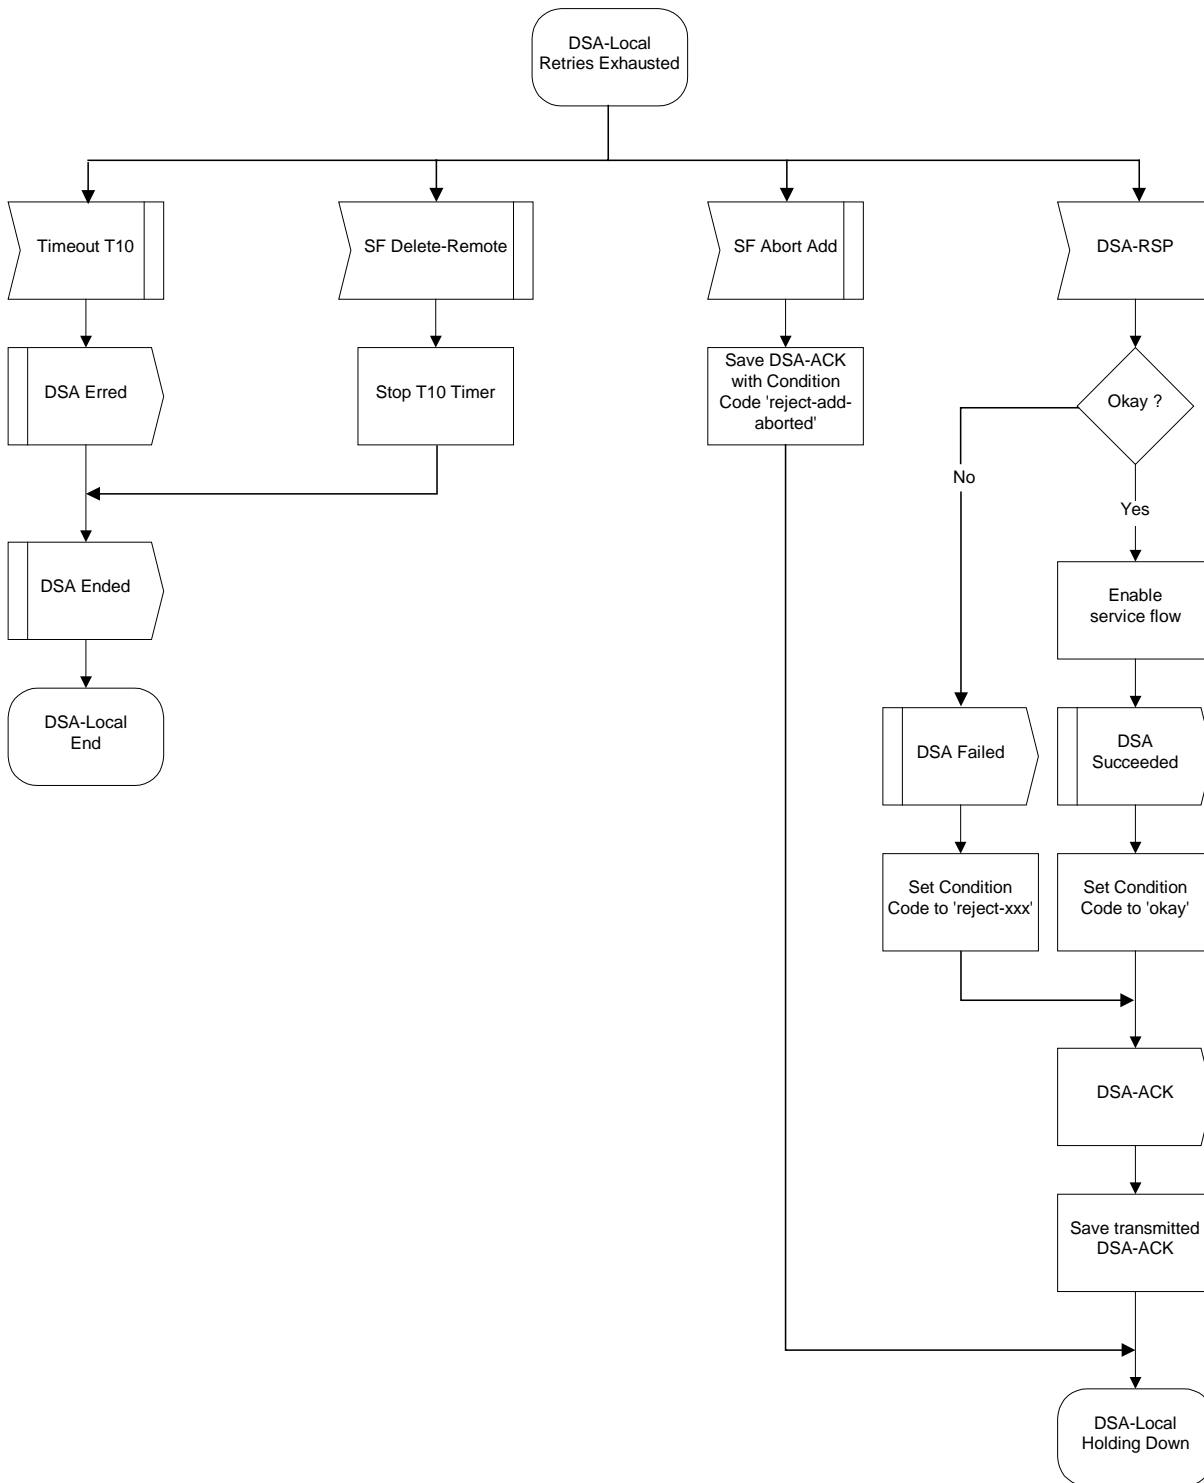 DSA-Local
Retries Exhausted
Timeout T10
SF Delete-Remote
SF Abort Add
DSA-RSP
DSA Erred
Stop T10 Timer
Save DSA-ACK
with Condition
Code 'reject-add-
aborted'
Okay ?
No
Yes
DSA Ended
Enable
service flow
DSA-Local
End
DSA Failed
DSA
Succeeded
Set Condition
Code to 'reject-xxx'
Set Condition
Code to 'okay'
DSA-ACK
Save transmitted
DSA-ACK
DSA-Local
Holding Down